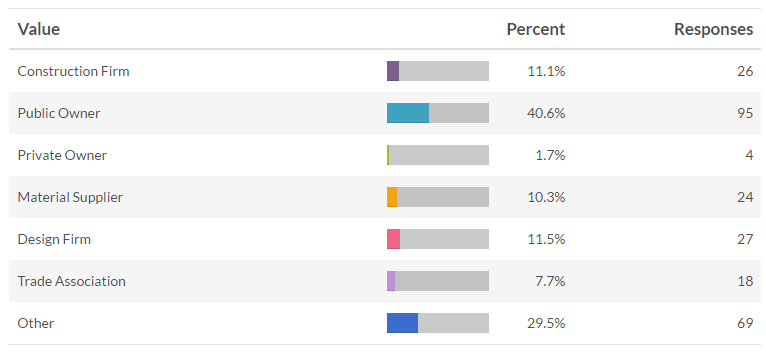 Value Percent Responses
Construction Firm 11.1% 26
Public Owner 40.6% 95
Private Owner 1.7% 4
Material Supplier 10.3% 24
Design Firm 11.5% 27
Trade Association 7.7% 18
Other 29.5% 69